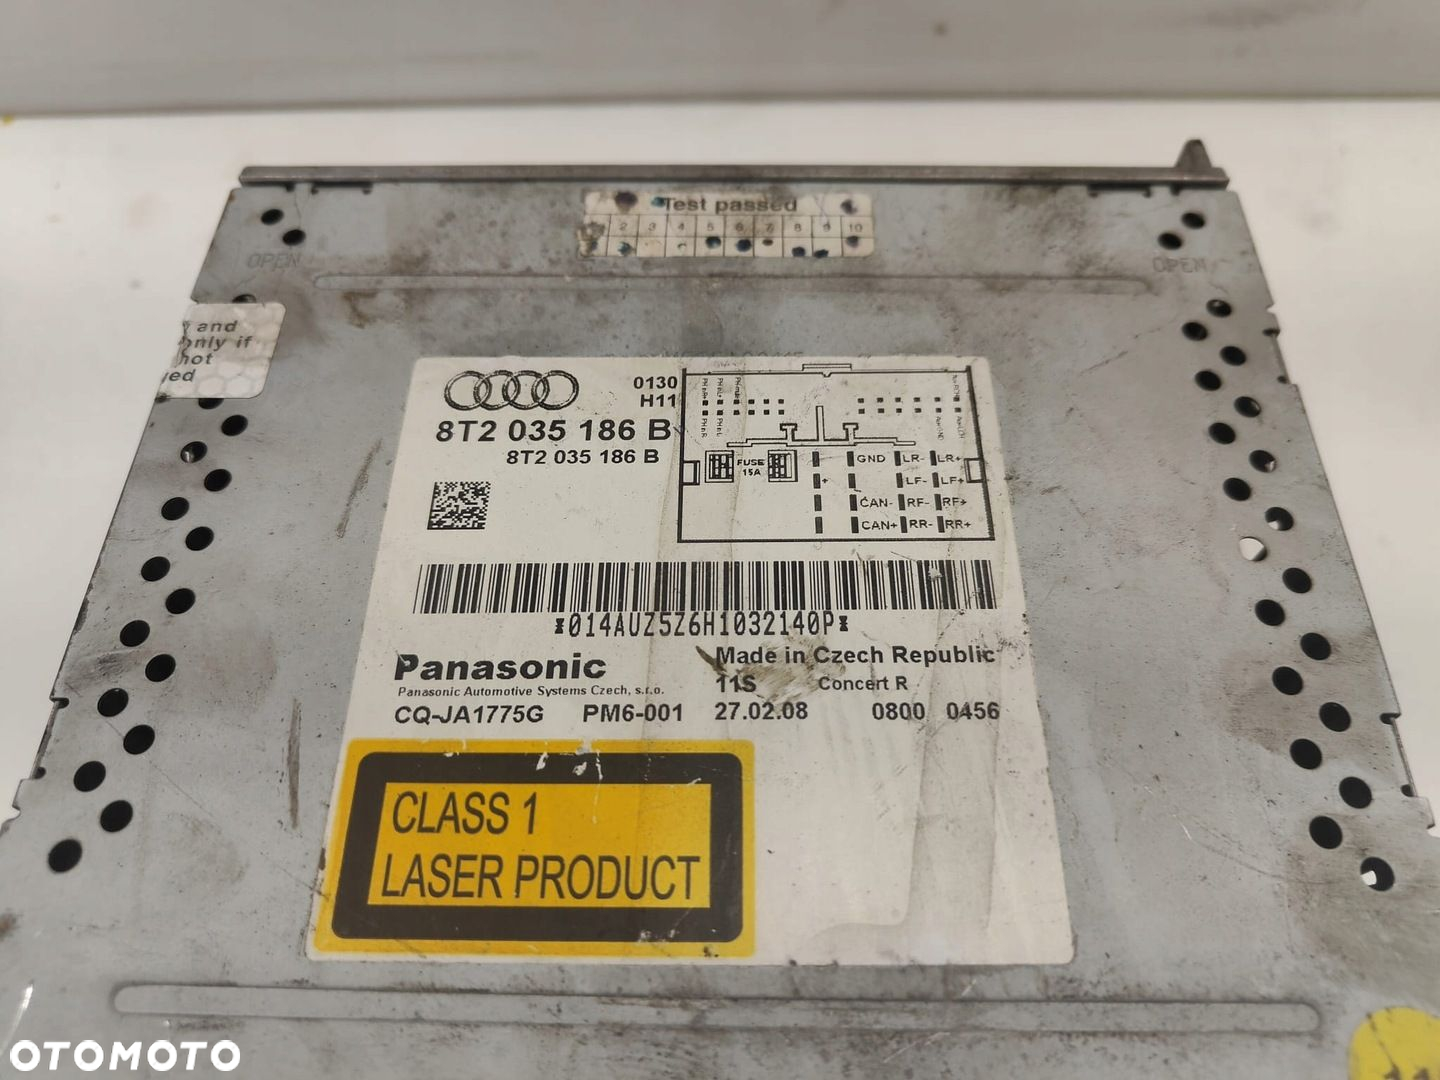 Test passed
2 3 4 5 6 7 8 9 10
OPEN
OPEN
and
only if
not
0130
H11
8T2 035 186 B
8T2 035 186 B
FUSE
15A
GND LR- LR+
+ LF- LF+
CAN- RF- RF+
CAN+ RR- RR+
*014AUZ5Z6H1032140P*
Panasonic
Made in Czech Republic
Panasonic Automotive Systems Czech, s.r.o.
11S Concert R
CQ-JA1775G PM6-001 27.02.08 0800 0456
CLASS 1
LASER PRODUCT
OTOMOTO